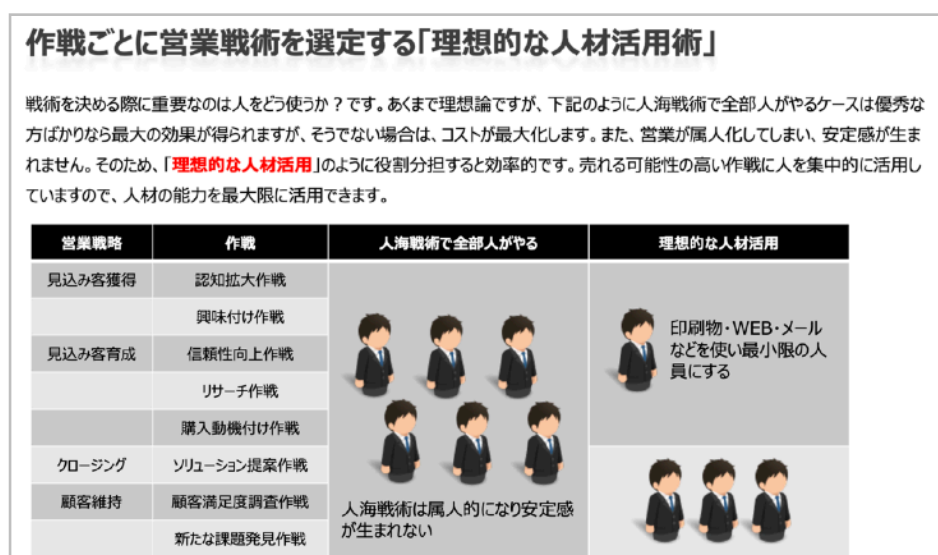 作戦ごとに営業戦術を選定する「理想的な人材活用術」
戦術を決める際に重要なのは人をどう使うか？です。あくまで理想論ですが、下記のように人海戦術で全部人がやるケースは優秀な
方ばかりなら最大の効果が得られますが、そうでない場合は、コストが最大化します。また、営業が属人化してしまい、安定感が生ま
れません。そのため、「理想的な人材活用」のように役割分担すると効率的です。売れる可能性の高い作戦に人を集中的に活用し
ていますので、人材の能力を最大限に活用できます。
営業戦略 作戦 人海戦術で全部人がやる 理想的な人材活用
見込み客獲得 認知拡大作戦
興味付け作戦
見込み客育成 信頼性向上作戦
リサーチ作戦
購入動機付け作戦
クロージング ソリューション提案作戦
顧客維持 顧客満足度調査作戦
新たな課題発見作戦
人海戦術は属人的になり安定感
が生まれない
印刷物・WEB・メール
などを使い最小限の人
員にする